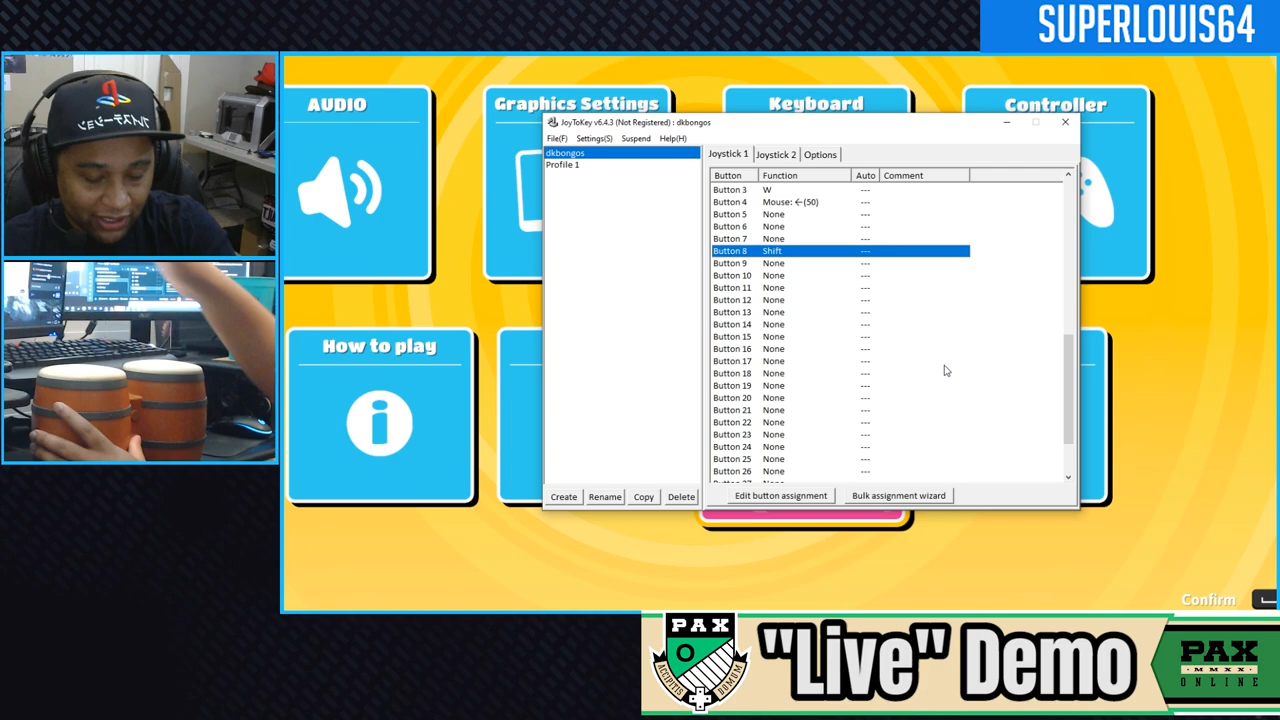 SUPERLOUIS64
AUDIO
Graphics Settings
Keyboard
Controller
How to play
Confirm
JoyToKey v6.4.3 (Not Registered) : dkbongos
File(F) Settings(S) Suspend Help(H)
dkbongos
Profile 1
Joystick 1 Joystick 2 Options
Button Function Auto Comment
Button 3 W ---
Button 4 Mouse: ←(50) ---
Button 5 None ---
Button 6 None ---
Button 7 None ---
Button 8 Shift ---
Button 9 None ---
Button 10 None ---
Button 11 None ---
Button 12 None ---
Button 13 None ---
Button 14 None ---
Button 15 None ---
Button 16 None ---
Button 17 None ---
Button 18 None ---
Button 19 None ---
Button 20 None ---
Button 21 None ---
Button 22 None ---
Button 23 None ---
Button 24 None ---
Button 25 None ---
Button 26 None ---
Create Rename Copy Delete
Edit button assignment Bulk assignment wizard
PAX
ACCIPITIS DOMUM
"Live" Demo
PAX
MMXX
ONLINE